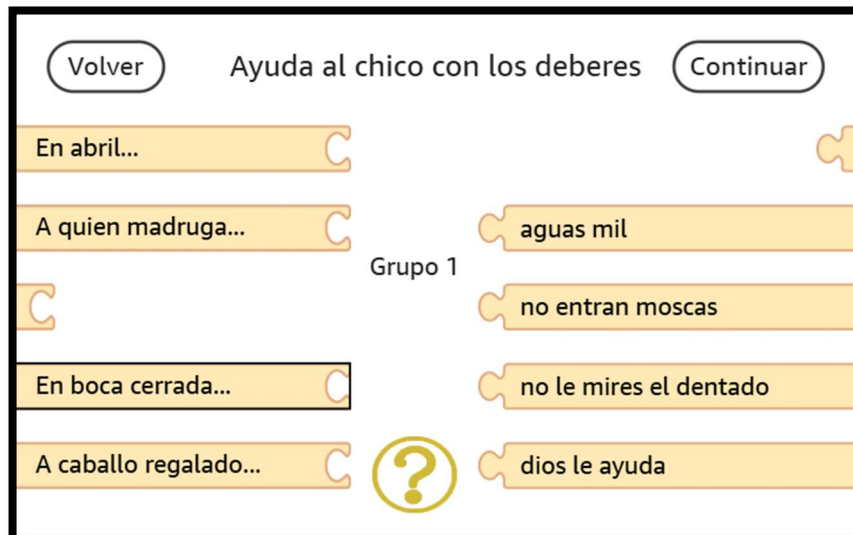 Volver
Ayuda al chico con los deberes
Continuar
En abril...
A quien madruga...
aguas mil
Grupo 1
no entran moscas
En boca cerrada...
no le mires el dentado
A caballo regalado...
?
dios le ayuda